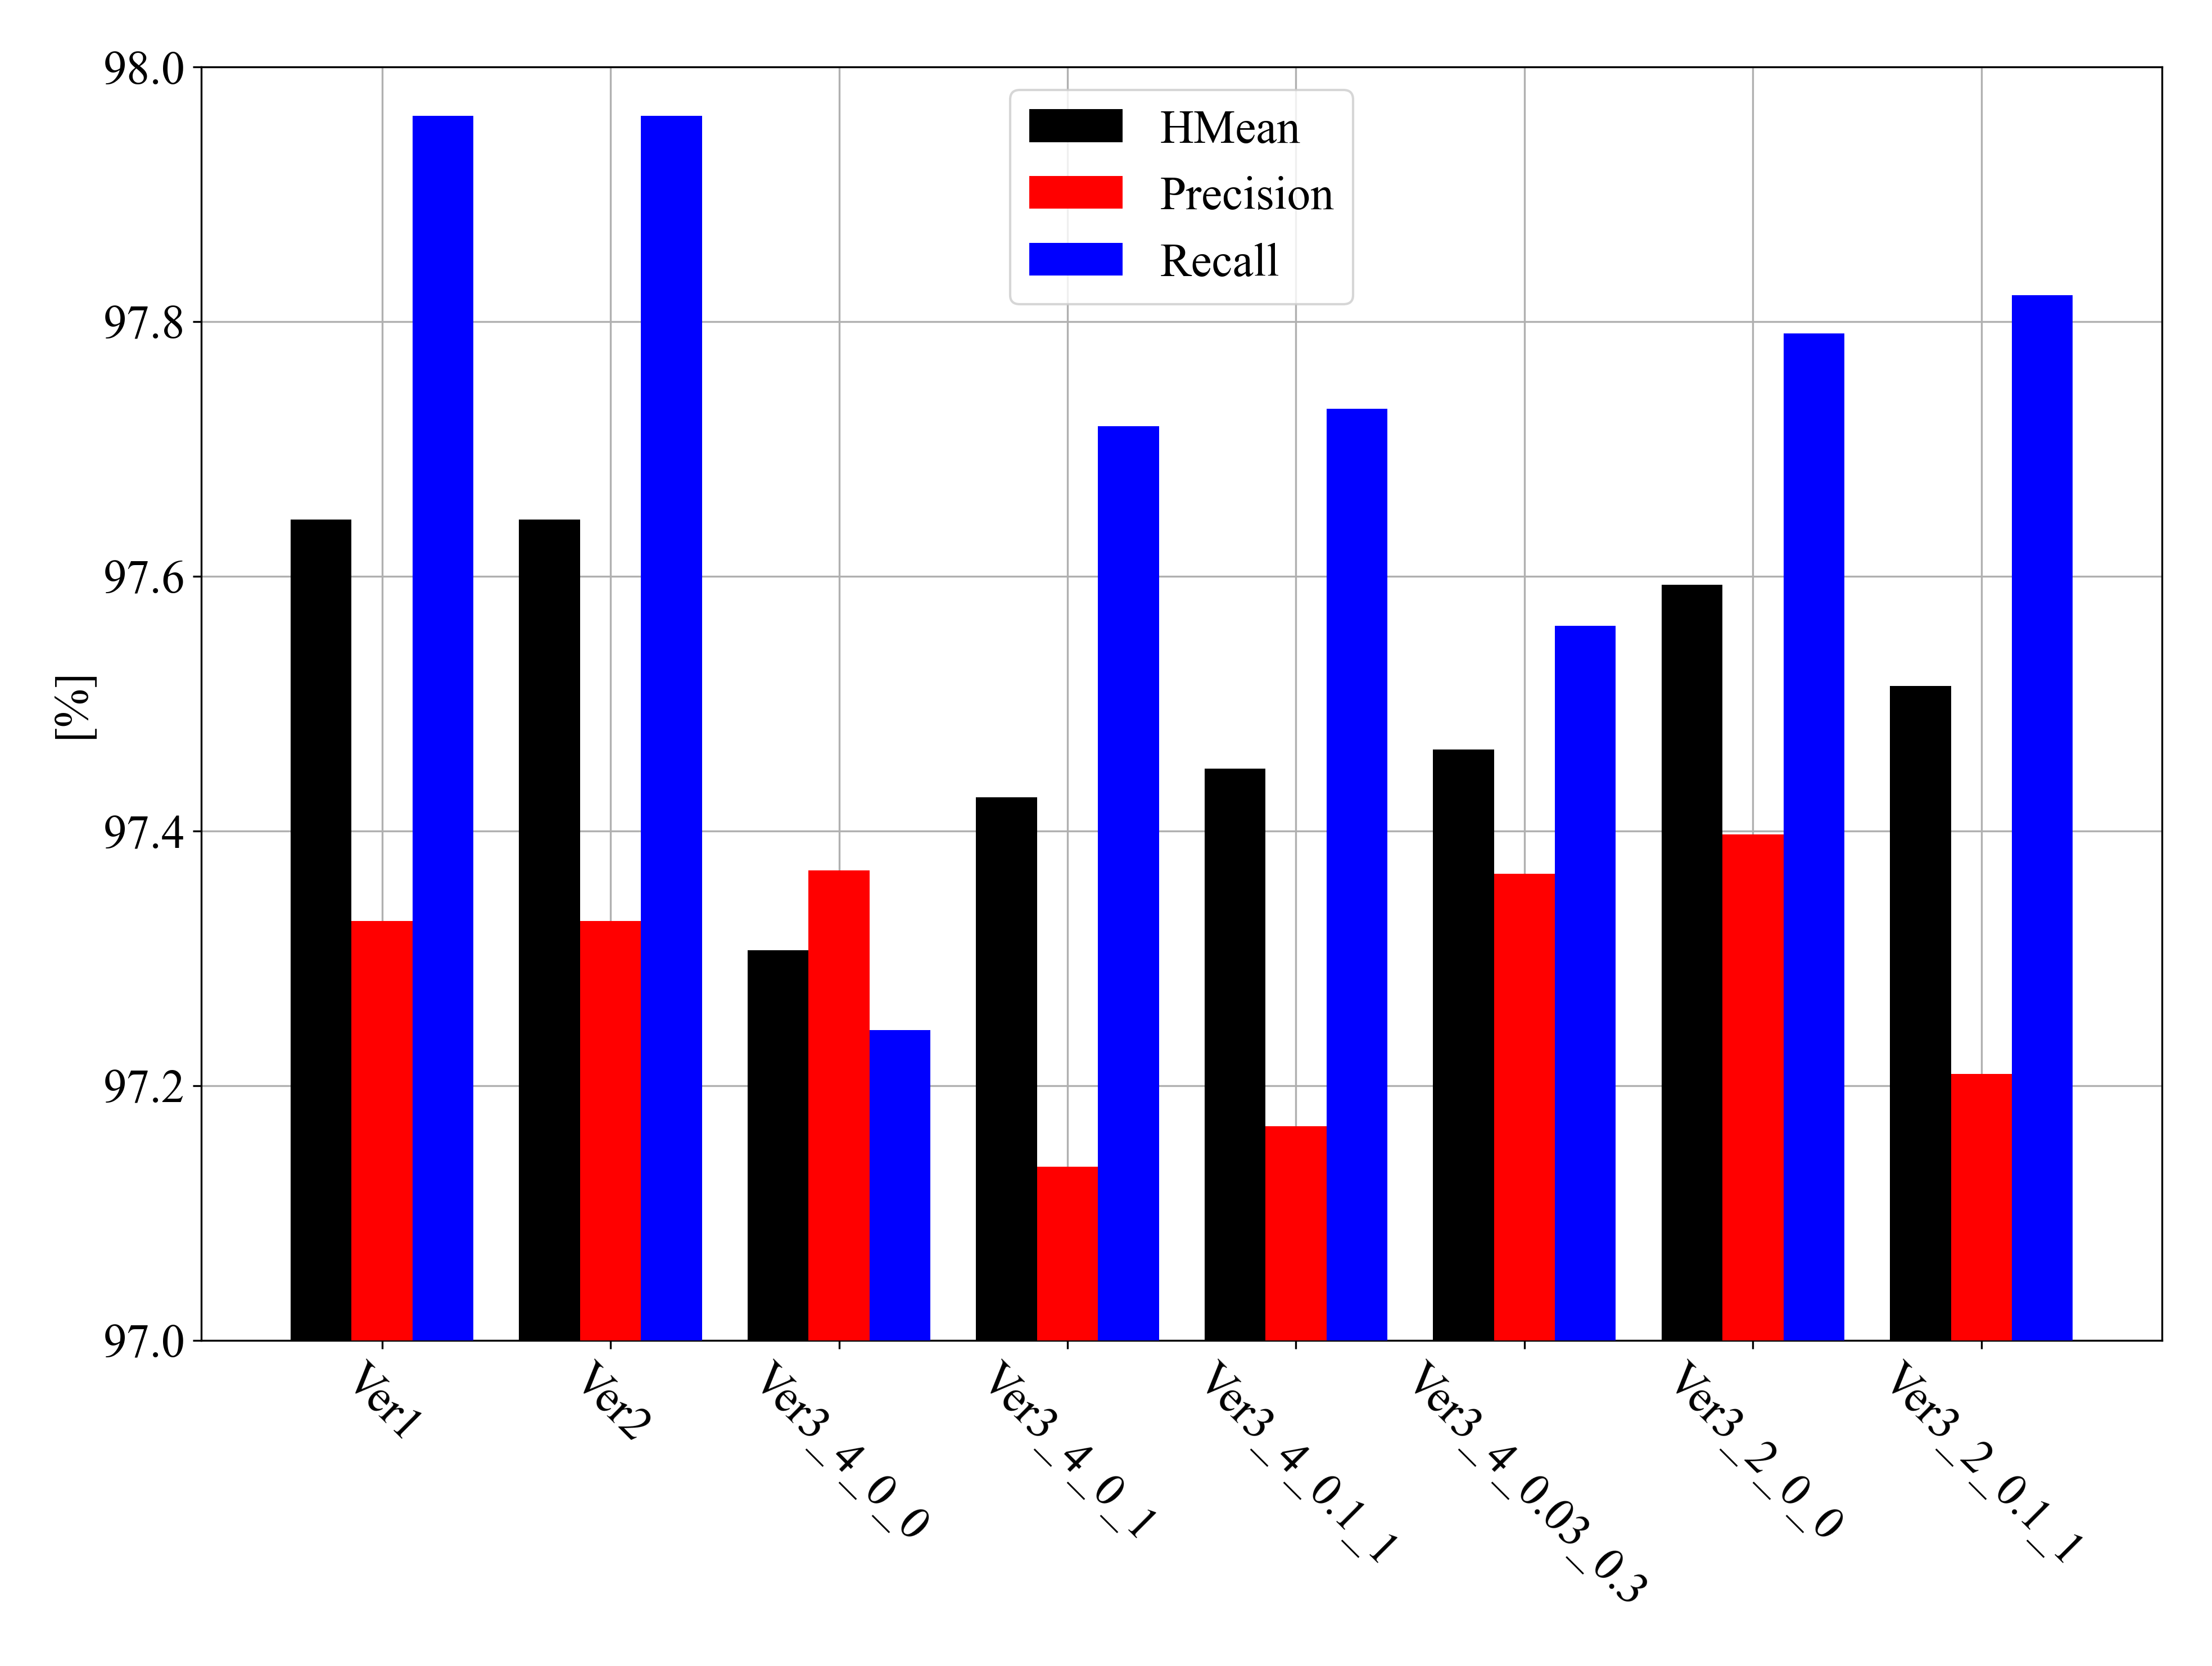 98.0
97.8
97.6
97.4
97.2
97.0
[%]
HMean
Precision
Recall
Ver1
Ver2
Ver3_4_0_0
Ver3_4_0_1
Ver3_4_0.1_1
Ver3_4_0.03_0.3
Ver3_2_0_0
Ver3_2_0.1_1